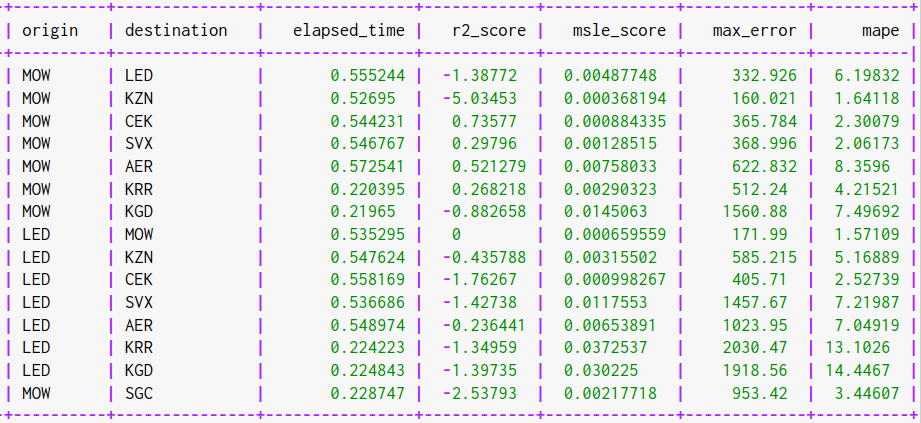 +----------+---------------+----------------+------------+--------------+-------------+----------+
| origin | destination | elapsed_time | r2_score | msle_score | max_error | mape
+----------+---------------+----------------+------------+--------------+-------------+----------|
| MOW | LED | 0.555244 | -1.38772 | 0.00487748 | 332.926 | 6.19832 |
| MOW | KZN | 0.52695 | -5.03453 | 0.000368194 | 160.021 | 1.64118 |
| MOW | CEK | 0.544231 | 0.73577 | 0.000884335 | 365.784 | 2.30079 |
| MOW | SVX | 0.546767 | 0.29796 | 0.00128515 | 368.996 | 2.06173 |
| MOW | AER | 0.572541 | 0.521279 | 0.00758033 | 622.832 | 8.3596 |
| MOW | KRR | 0.220395 | 0.268218 | 0.00290323 | 512.24 | 4.21521 |
| MOW | KGD | 0.21965 | -0.882658 | 0.0145063 | 1560.88 | 7.49692 |
| LED | MOW | 0.535295 | 0 | 0.000659559 | 171.99 | 1.57109 |
| LED | KZN | 0.547624 | -0.435788 | 0.00315502 | 585.215 | 5.16889 |
| LED | CEK | 0.558169 | -1.76267 | 0.000998267 | 405.71 | 2.52739 |
| LED | SVX | 0.536686 | -1.42738 | 0.0117553 | 1457.67 | 7.21987 |
| LED | AER | 0.548974 | -0.236441 | 0.00653891 | 1023.95 | 7.04919 |
| LED | KRR | 0.224223 | -1.34959 | 0.0372537 | 2030.47 | 13.1026 |
| LED | KGD | 0.224843 | -1.39735 | 0.030225 | 1918.56 | 14.4467 |
| MOW | SGC | 0.228747 | -2.53793 | 0.00217718 | 953.42 | 3.44607 |
+----------+---------------+----------------+------------+--------------+-------------+----------+